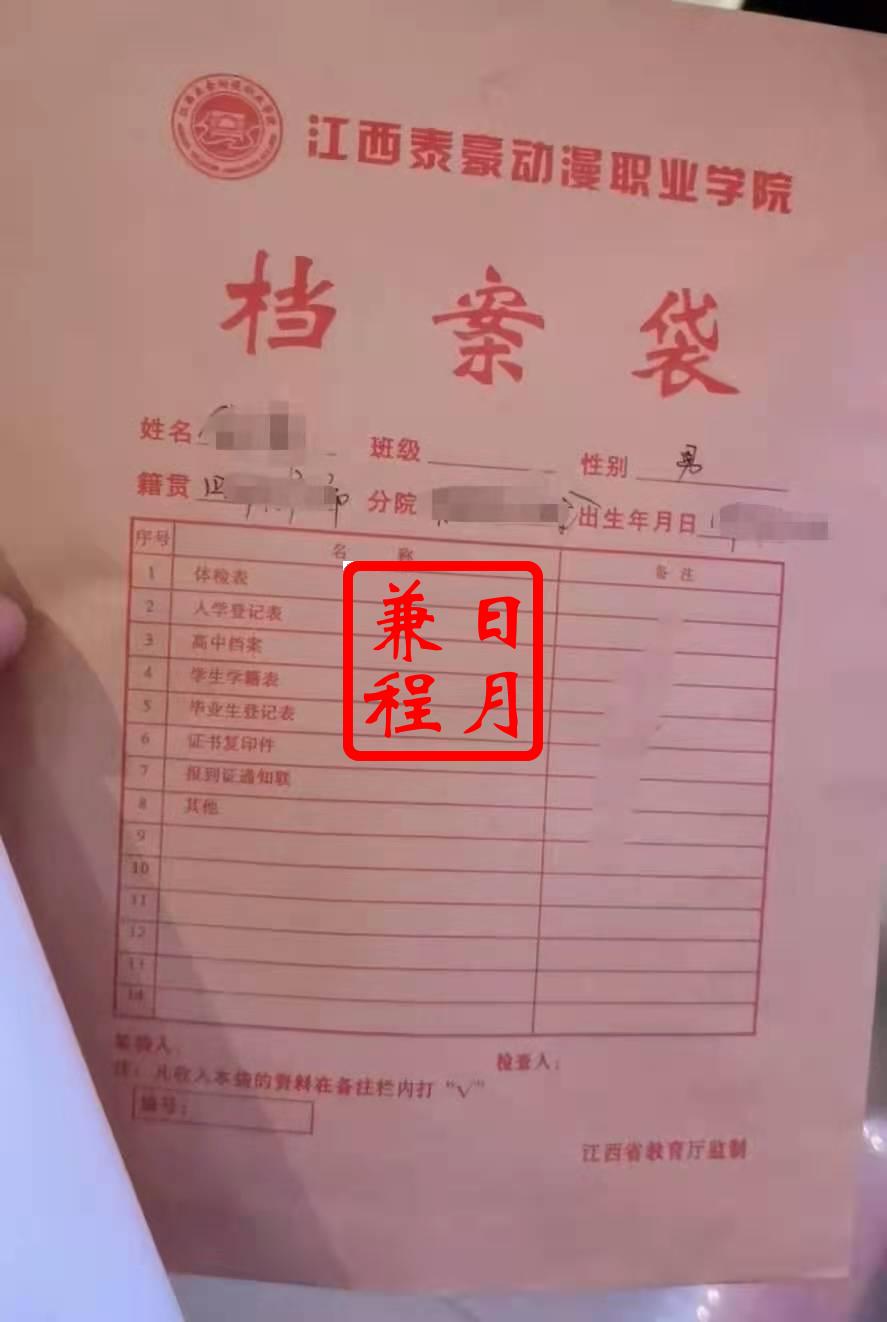 江西泰豪动漫职业学院
档案袋
姓名 班级 性别 男
籍贯 分院 出生年月日
序号 名称 备注
1 体检表
2 入学登记表
3 高中档案
4 学生学籍表
5 毕业生登记表
6 证书复印件
7 报到证通知联
8 其他
9
10
11
12
13
14
日月兼程
检查人：
注：凡收入本袋的资料在备注栏内打“√”
编号：
江西省教育厅监制